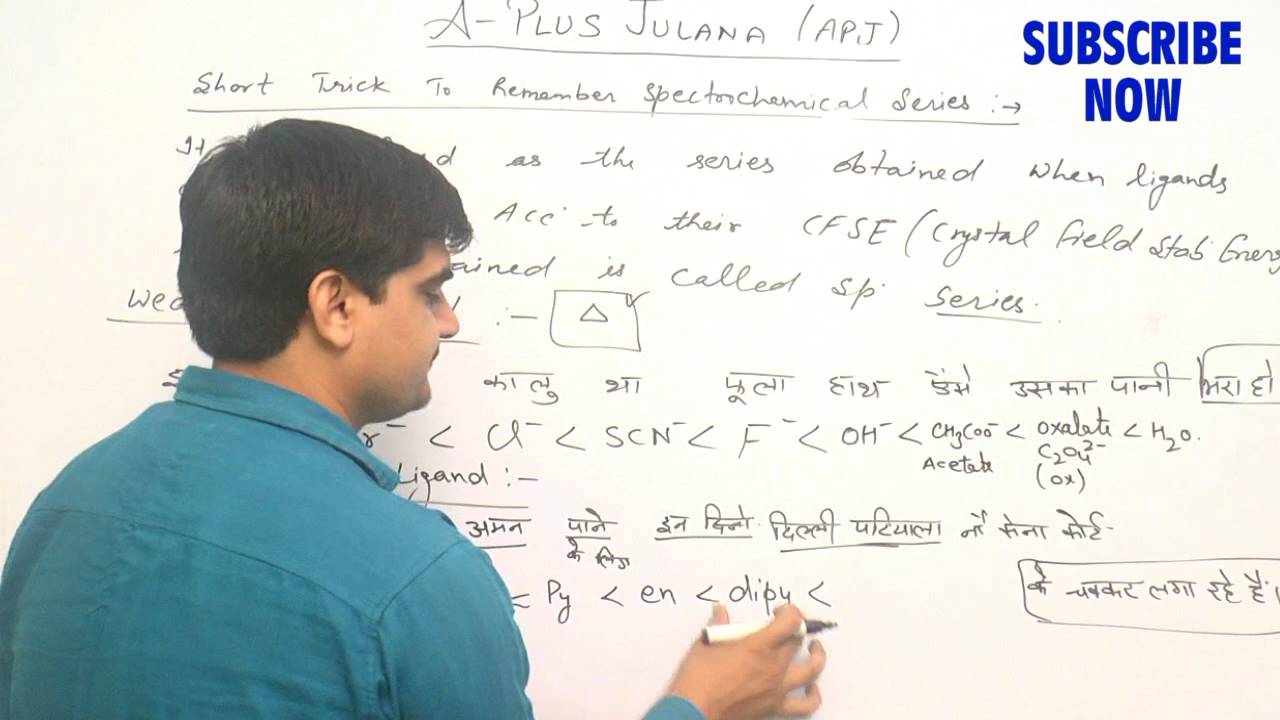 A-PLUS JULANA (APJ)
SUBSCRIBE
NOW
Short Trick To Remember Spectrochemical Series :→
It as the series obtained when ligands
Acc. to their CFSE (Crystal Field Stab. Energy
is called sp. series.
:- △
कालु था फूला हाथ उसका पानी भरा हो
< Cl⁻ < SCN⁻ < F⁻ < OH⁻ < CH₃COO⁻ < Oxalate < H₂O.
Acetate C₂O₄²⁻
(ox)
Ligand :-
अमन पाने इन दिनो दिल्ली पटियाला नौ सेना कोर्ट
के लिए
के चक्कर लगा रहे हैं।
< Py < en < dipy <